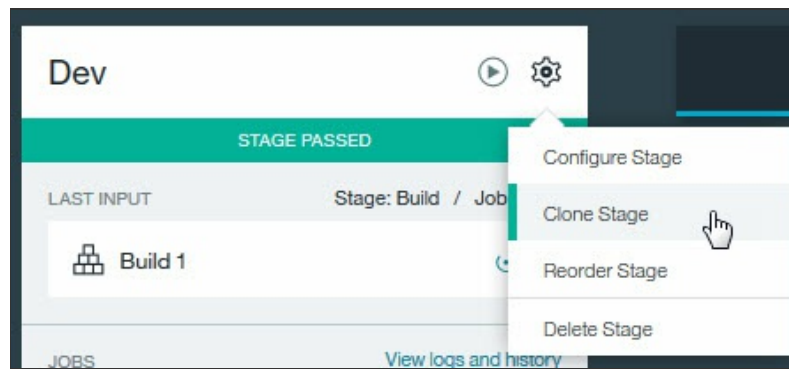 Dev
STAGE PASSED
Configure Stage
LAST INPUT
Stage: Build / Job
Clone Stage
Build 1
Reorder Stage
Delete Stage
JOBS
View logs and history